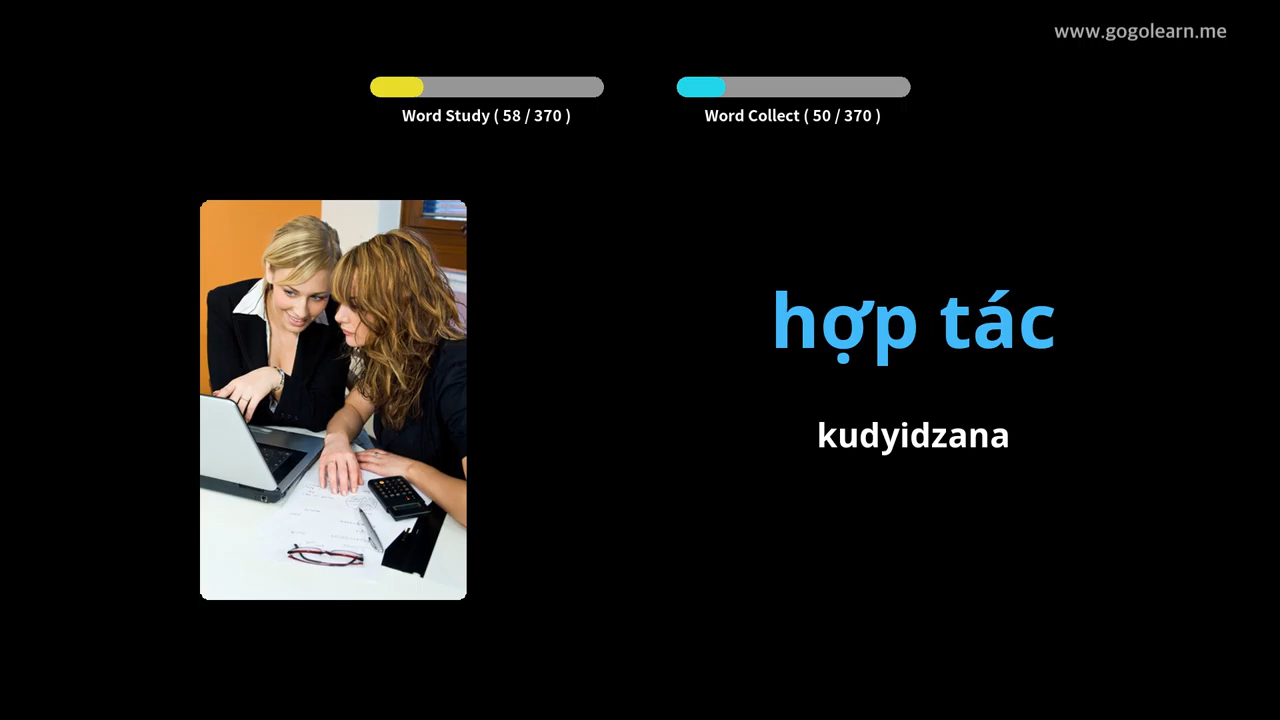 www.gogolearn.me
Word Study ( 58 / 370 )
Word Collect ( 50 / 370 )
hợp tác
kudyidzana